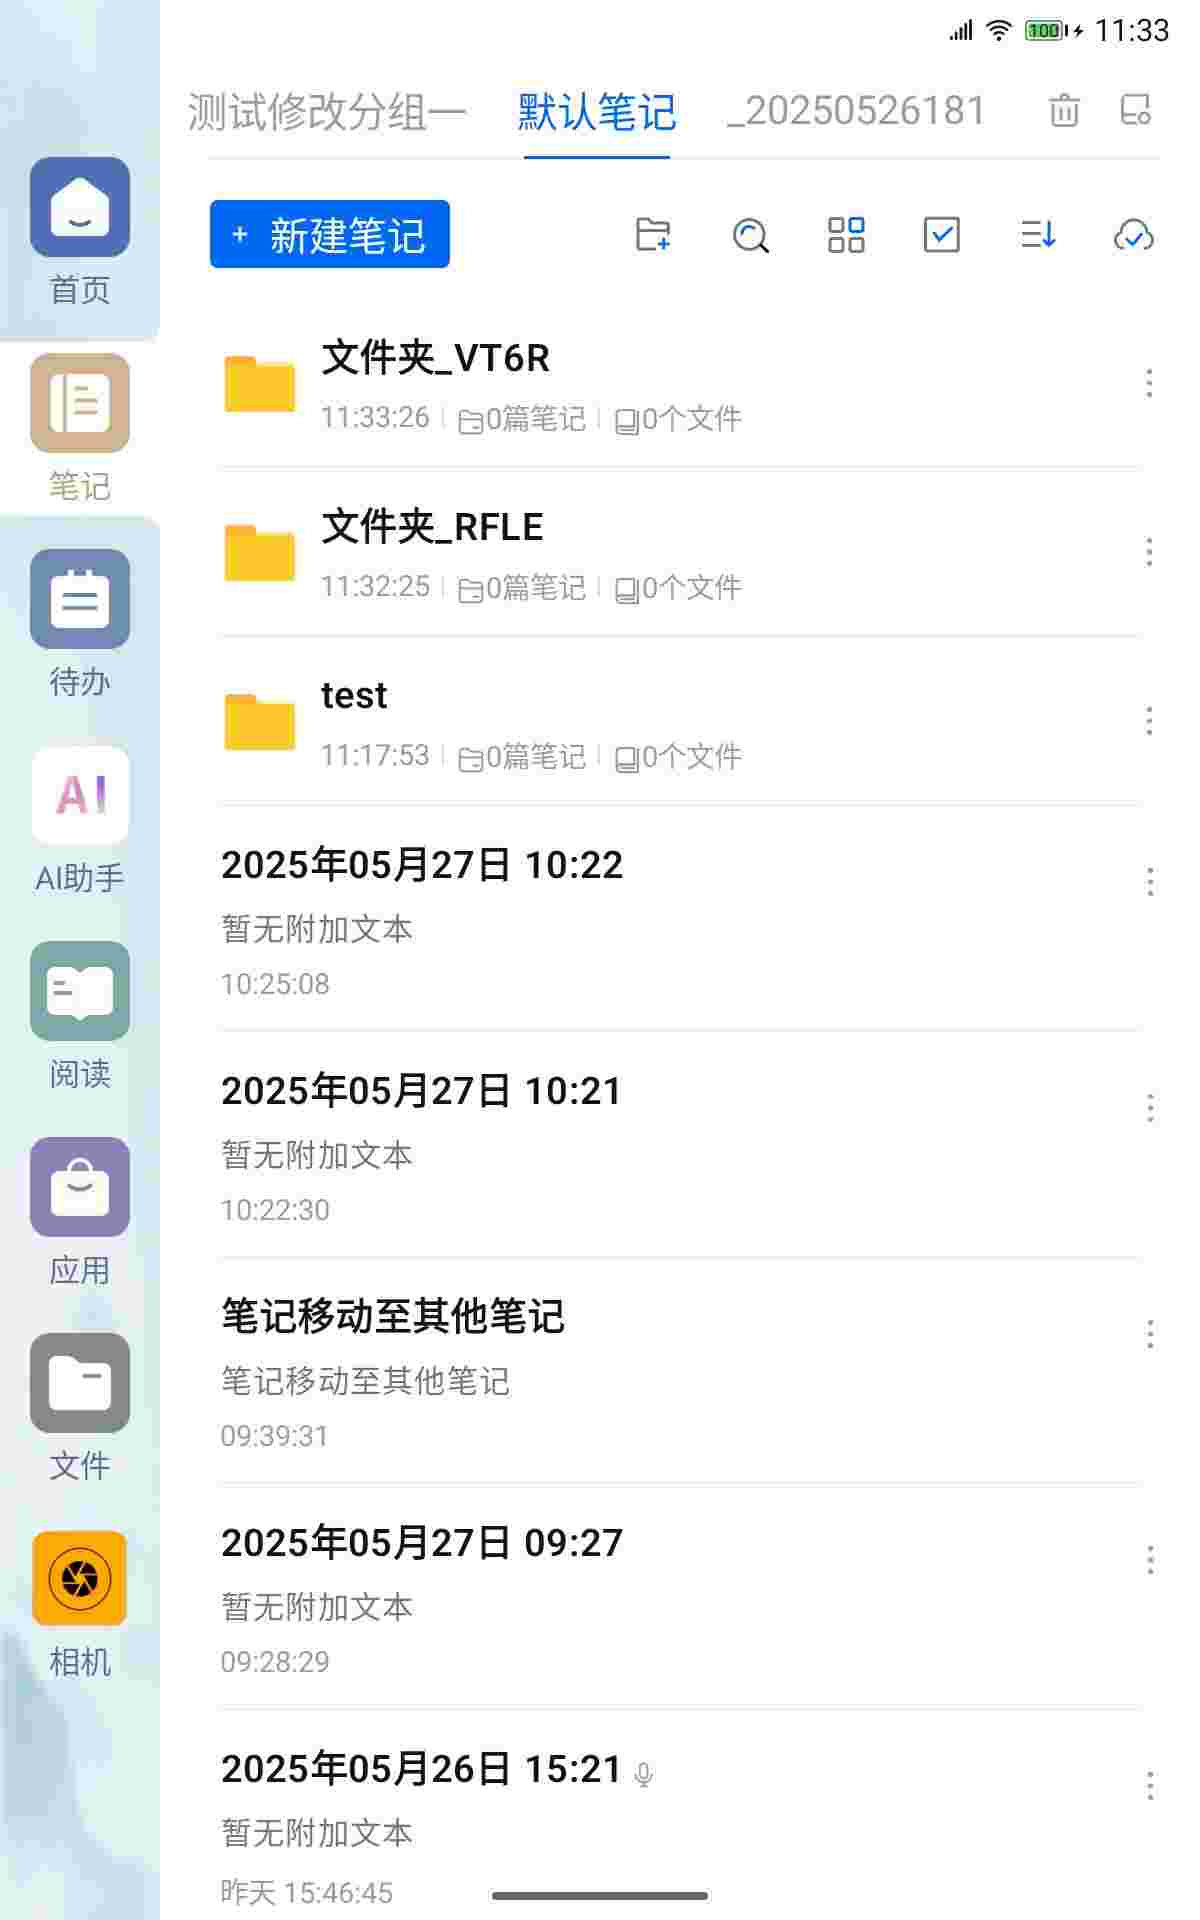 100 11:33
测试修改分组一 默认笔记 _20250526181
+ 新建笔记
首页
笔记
待办
AI
AI助手
阅读
应用
文件
相机
文件夹_VT6R
11:33:26 0篇笔记 0个文件
文件夹_RFLE
11:32:25 0篇笔记 0个文件
test
11:17:53 0篇笔记 0个文件
2025年05月27日 10:22
暂无附加文本
10:25:08
2025年05月27日 10:21
暂无附加文本
10:22:30
笔记移动至其他笔记
笔记移动至其他笔记
09:39:31
2025年05月27日 09:27
暂无附加文本
09:28:29
2025年05月26日 15:21
暂无附加文本
昨天 15:46:45